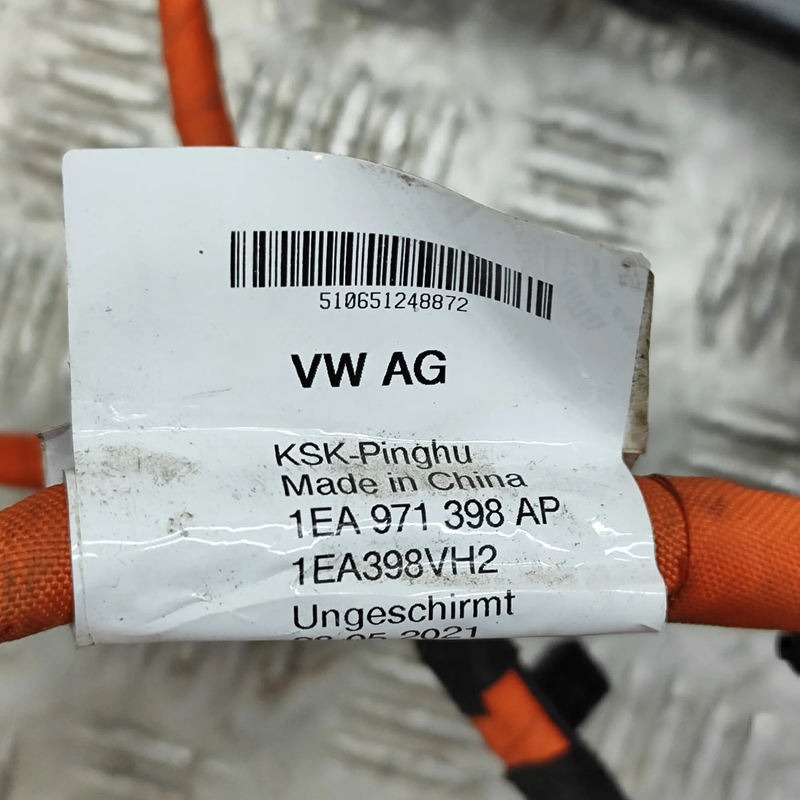 510651248872
VW AG
KSK-Pinghu
Made in China
1EA 971 398 AP
1EA398VH2
Ungeschirmt